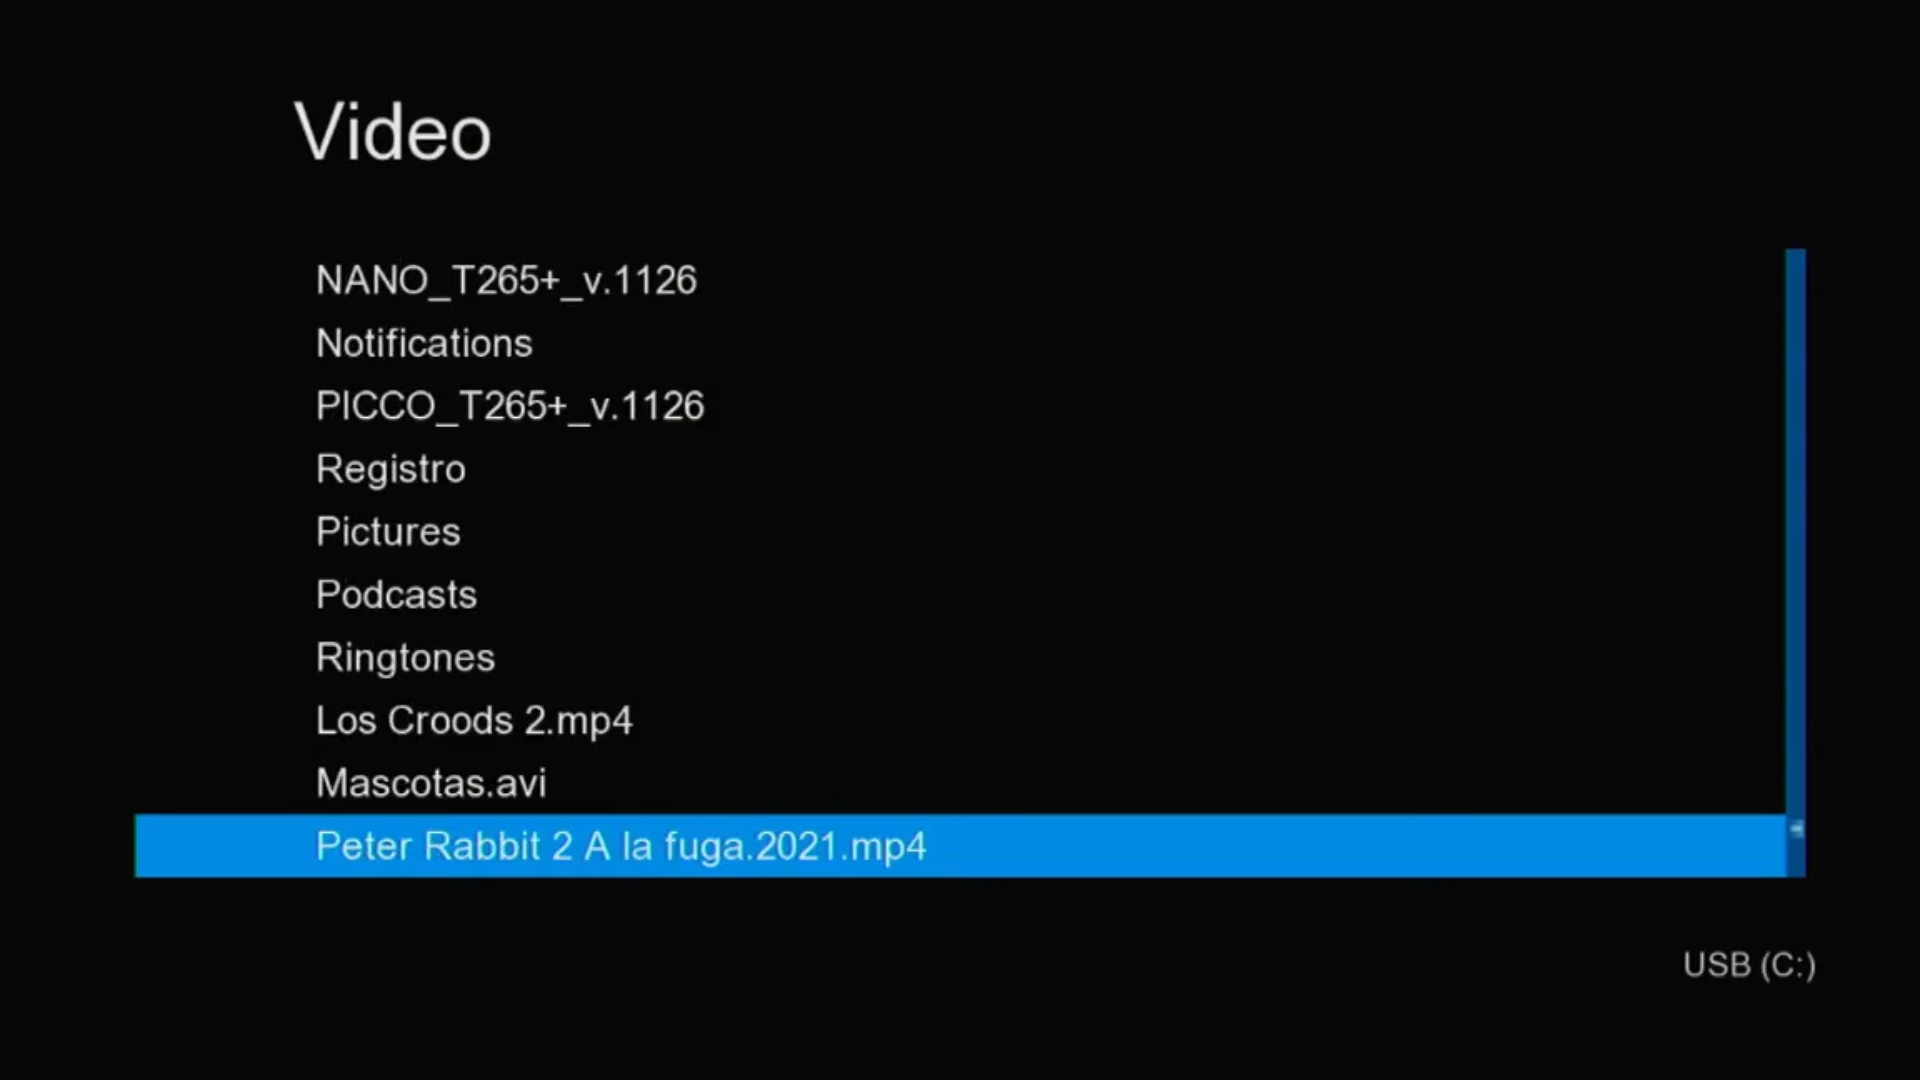 Video
NANO_T265+_v.1126
Notifications
PICCO_T265+_v.1126
Registro
Pictures
Podcasts
Ringtones
Los Croods 2.mp4
Mascotas.avi
Peter Rabbit 2 A la fuga.2021.mp4
USB (C:)